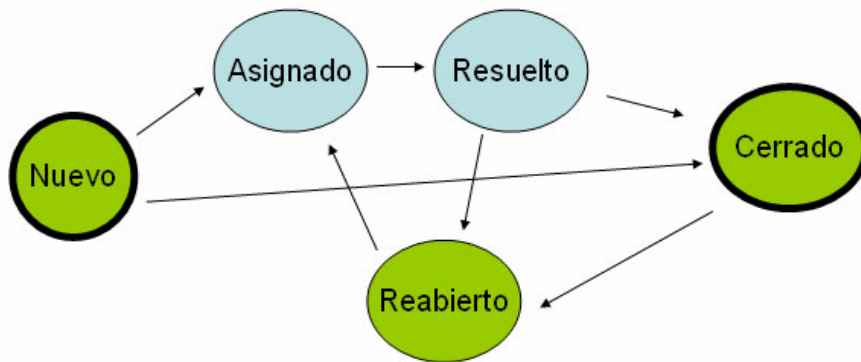 Asignado
Resuelto
Nuevo
Cerrado
Reabierto